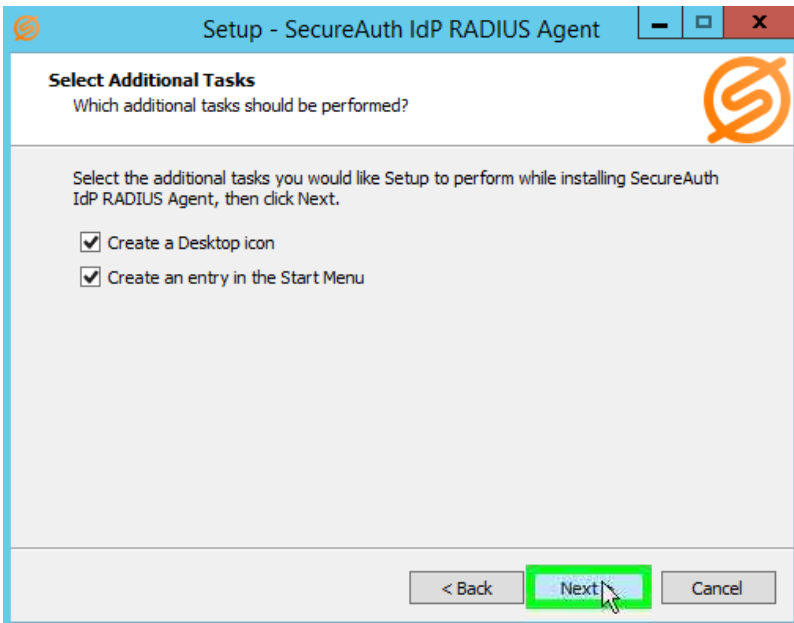 Setup - SecureAuth IdP RADIUS Agent
x
Select Additional Tasks
Which additional tasks should be performed?
Select the additional tasks you would like Setup to perform while installing SecureAuth
IdP RADIUS Agent, then click Next.
Create a Desktop icon
Create an entry in the Start Menu
< Back
Next >
Cancel